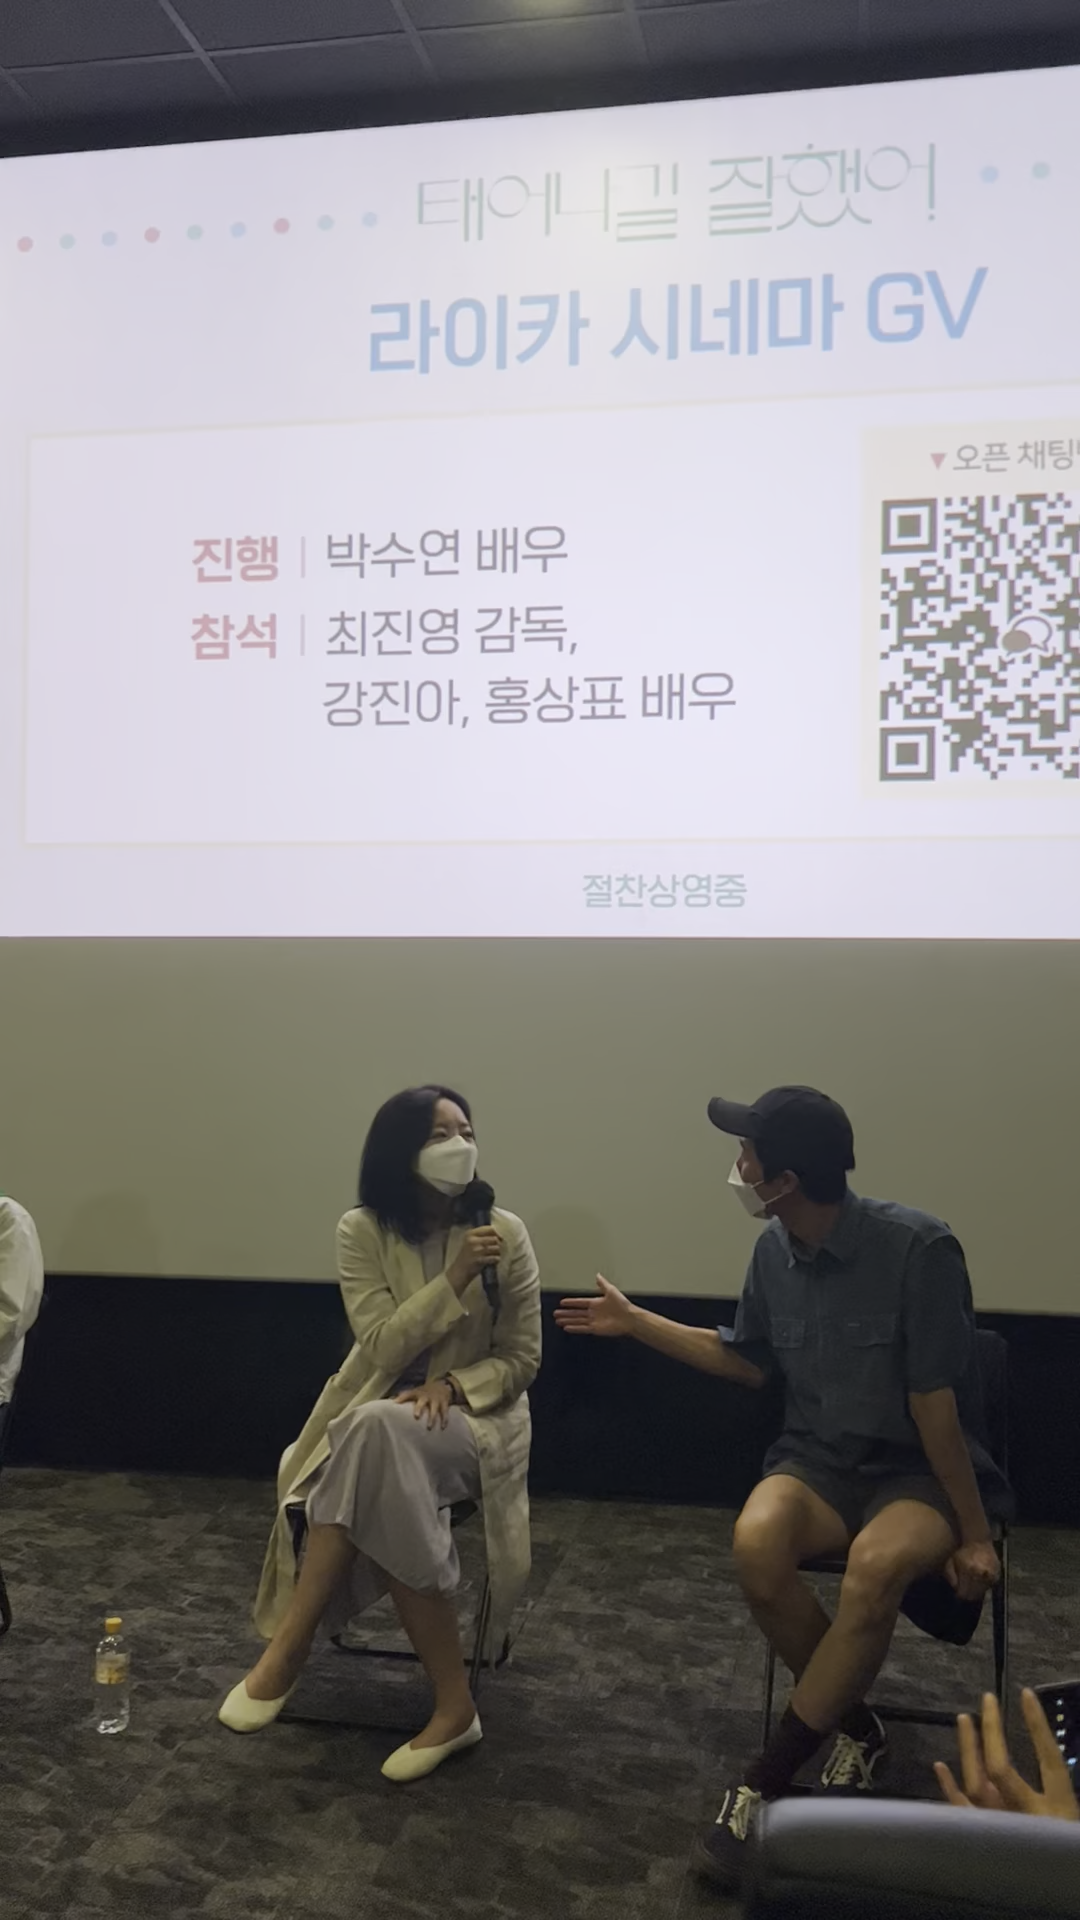 태어나길 잘했어!
라이카 시네마 GV
▼오픈 채팅
진행 | 박수연 배우
참석 | 최진영 감독,
강진아, 홍상표 배우
절찬상영중